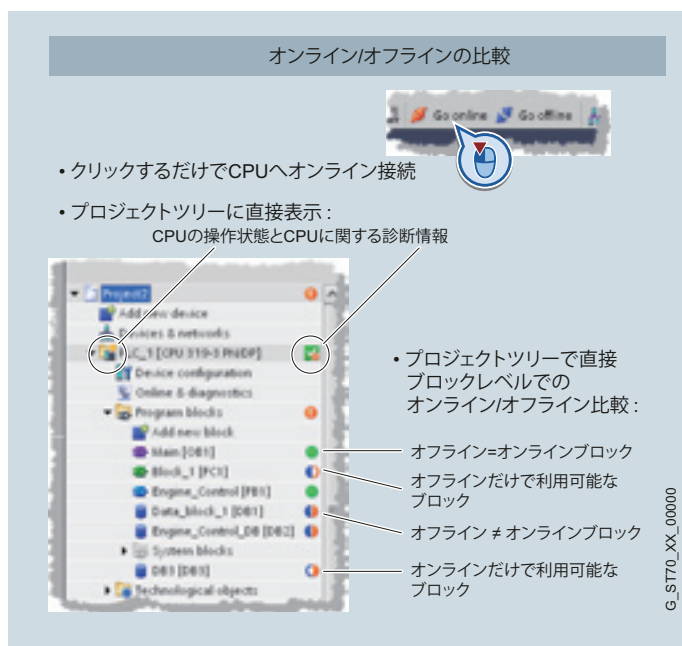 オンライン/オフラインの比較
Go online Go offline
• クリックするだけでCPUへオンライン接続
• プロジェクトツリーに直接表示 :
CPUの操作状態とCPUに関する診断情報
Project2
Add new device
Devices & networks
PLC_1 [CPU 319-3 PN/DP]
Device configuration
Online & diagnostics
Program blocks
Add new block
Main [OB1]
Block_1 [FC1]
Engine_Control [FB1]
Data_block_1 [DB1]
Engine_Control_DB [DB2]
System blocks
DB3 [DB3]
Technological objects
• プロジェクトツリーで直接
ブロックレベルでの
オンライン/オフライン比較 :
オフライン=オンラインブロック
オフラインだけで利用可能な
ブロック
オフライン ≠ オンラインブロック
オンラインだけで利用可能な
ブロック
G_ST70_XX_00000